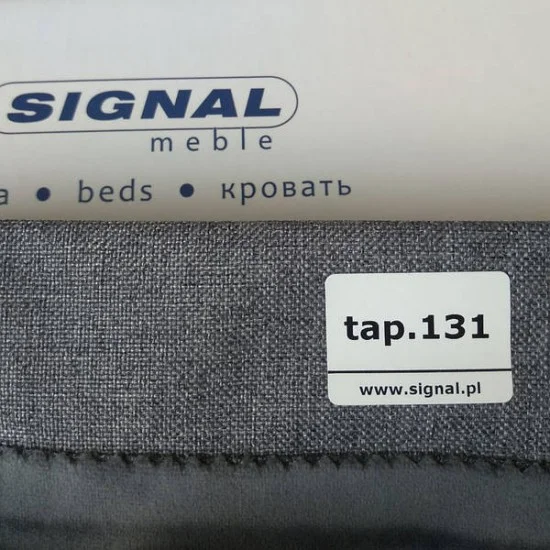 SIGNAL
meble
a • beds • кровать
tap.131
www.signal.pl